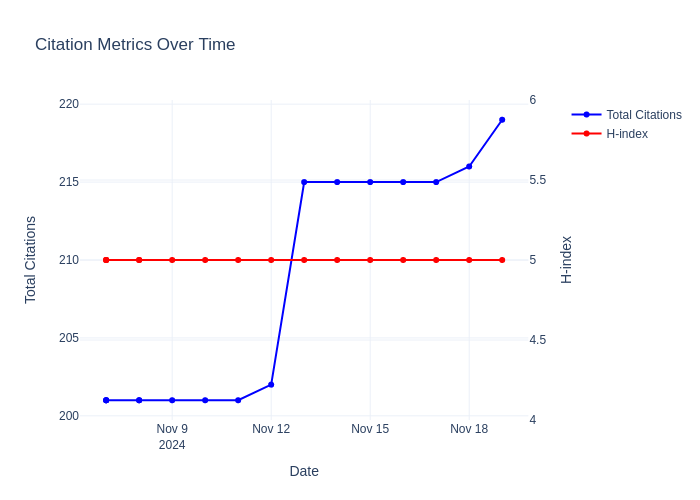 Citation Metrics Over Time
220
215
210
205
200
6
5.5
5
4.5
4
Total Citations
H-index
Total Citations
H-index
Nov 9
2024
Nov 12
Nov 15
Nov 18
Date